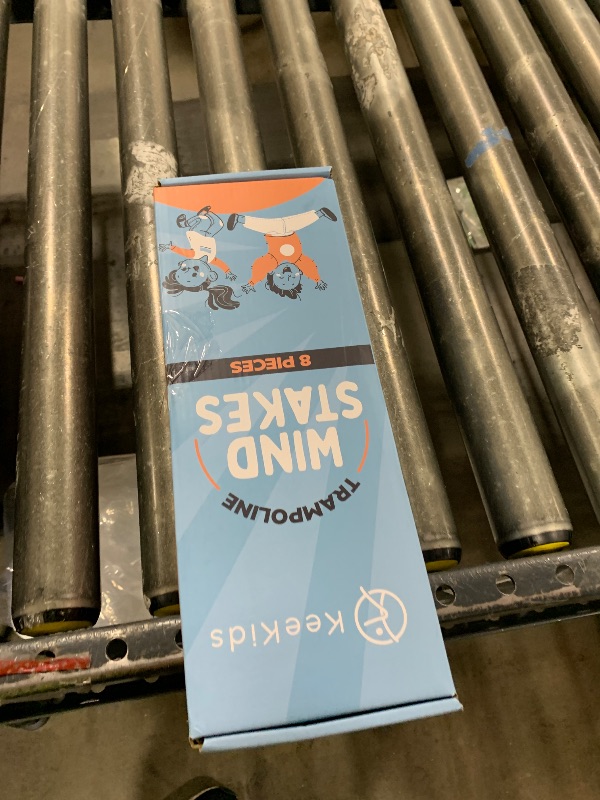 KeeKids
TRAMPOLINE
WIND
STAKES
8 PIECES